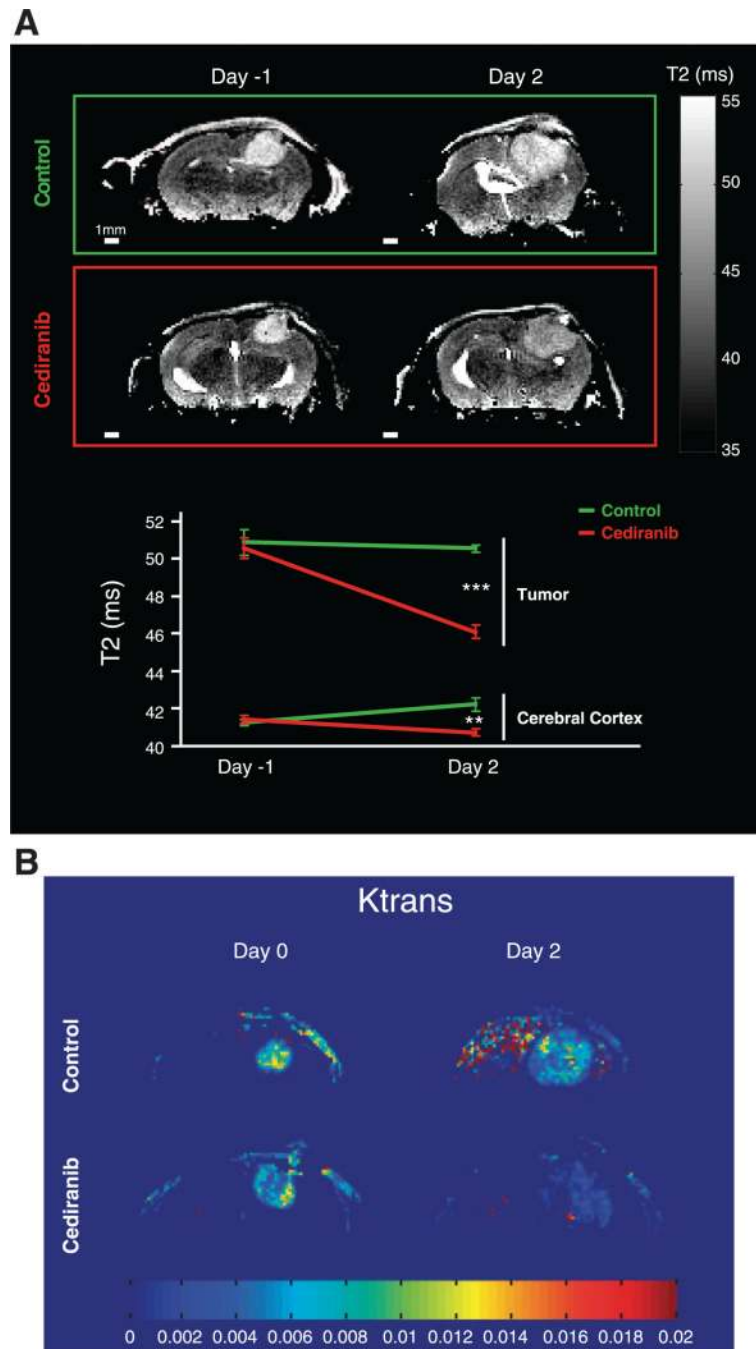 A
Day -1
Day 2
T2 (ms)
Control
1mm
Cediranib
55
50
45
40
35
Control
Cediranib
T2 (ms)
52
50
48
46
44
42
40
***
Tumor
**
Cerebral Cortex
Day -1
Day 2
B
Ktrans
Day 0
Day 2
Control
Cediranib
0 0.002 0.004 0.006 0.008 0.01 0.012 0.014 0.016 0.018 0.02